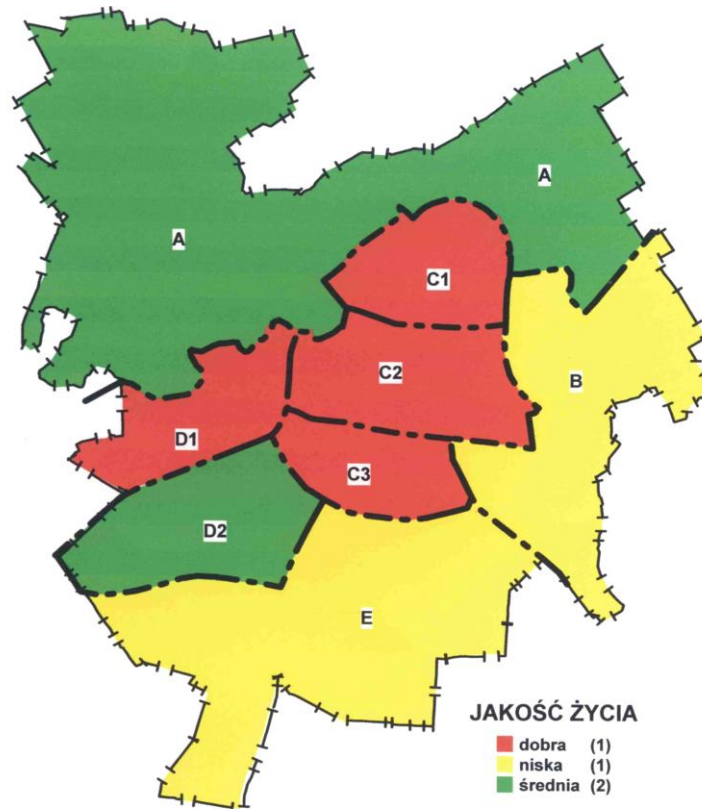 A
A
C1
C2
B
D1
C3
D2
E
JAKOŚĆ ŻYCIA
dobra (1)
niska (1)
średnia (2)